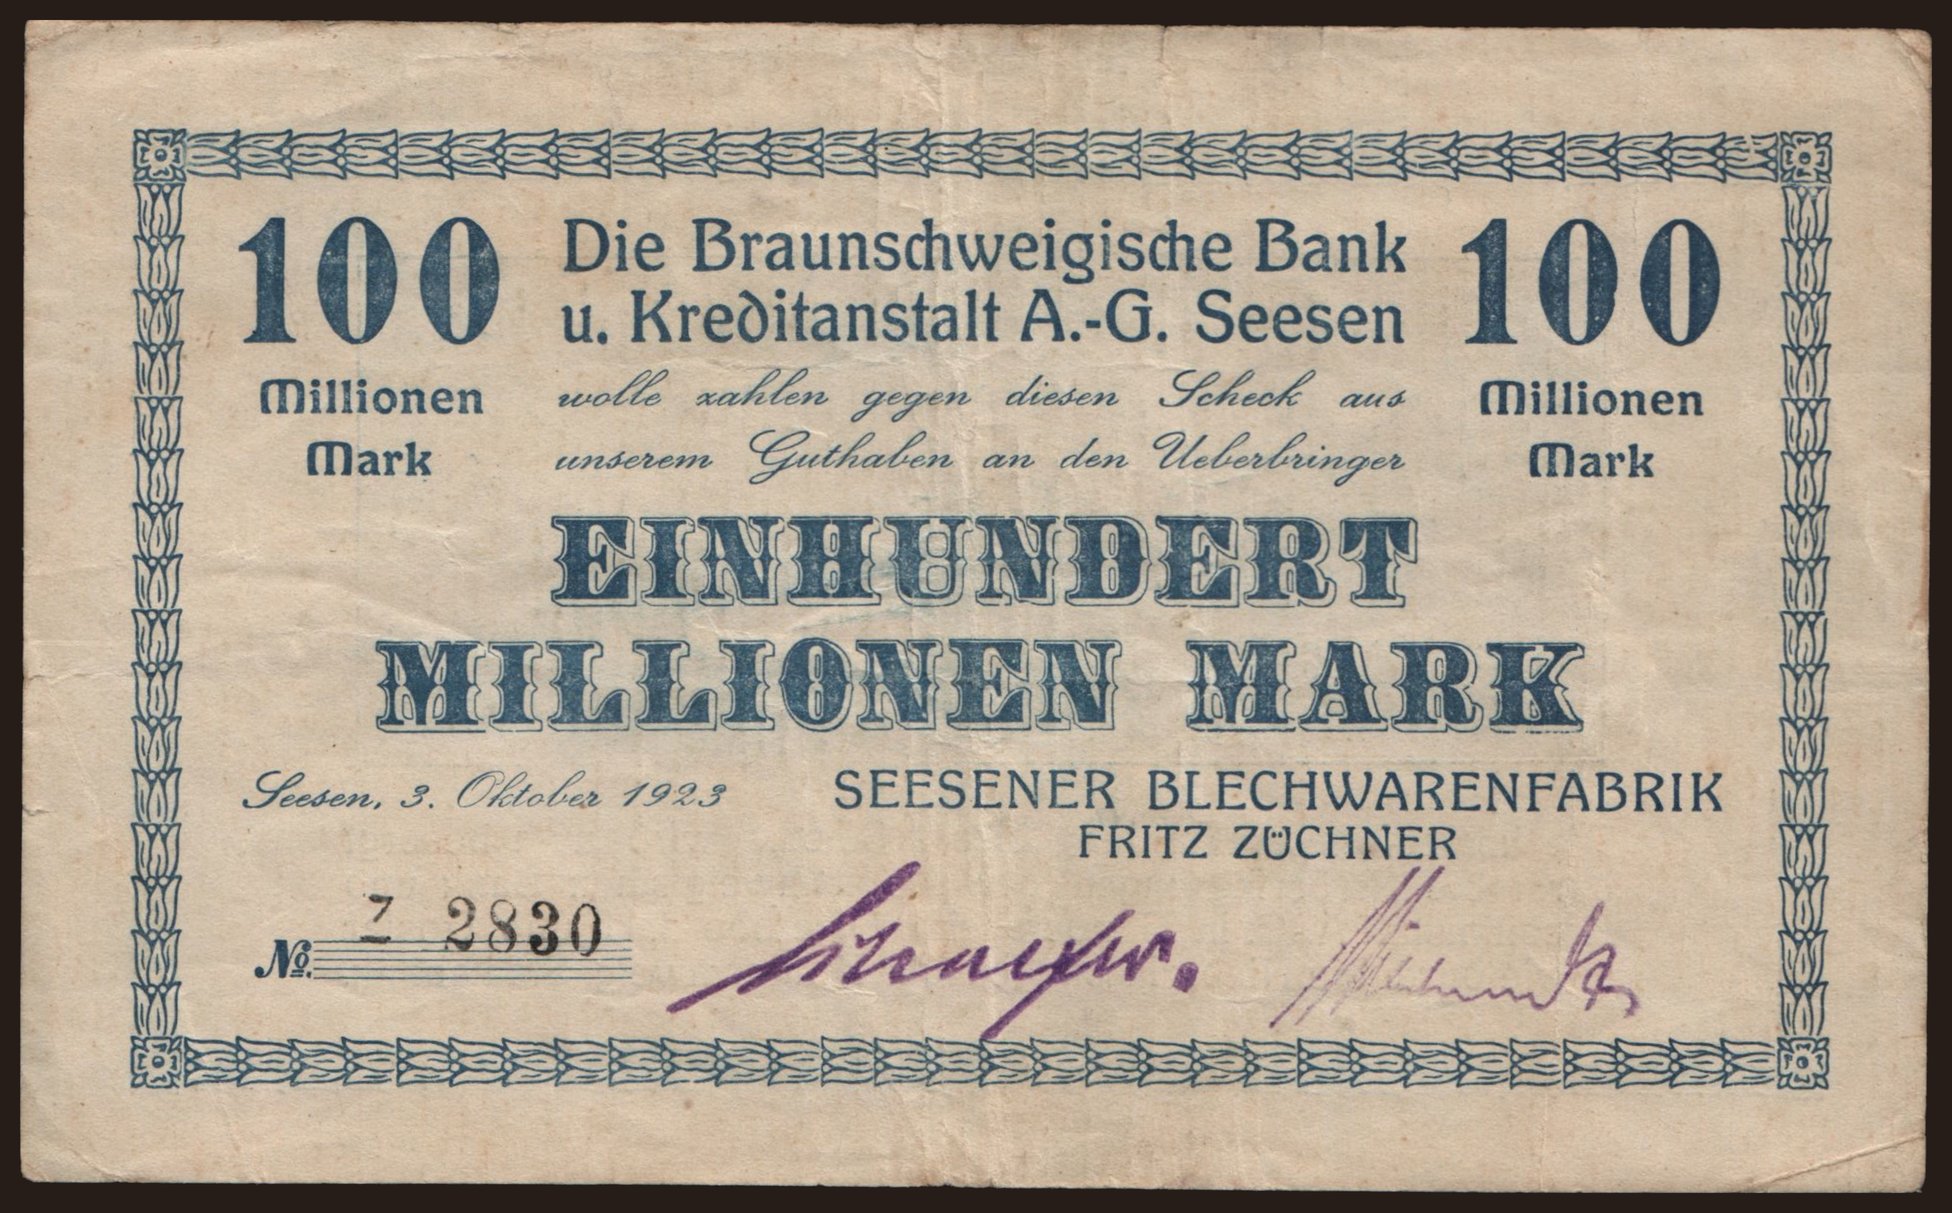 100 Die Braunschweigische Bank 100
u. Kreditanstalt A.-G. Seesen
Millionen wolle zahlen gegen diesen Scheck aus Millionen
Mark unserem Guthaben an den Ueberbringer Mark
EINHUNDERT
MILLIONEN MARK
Seesen, 3. Oktober 1923 SEESENER BLECHWARENFABRIK
FRITZ ZÜCHNER
No. Z 2830